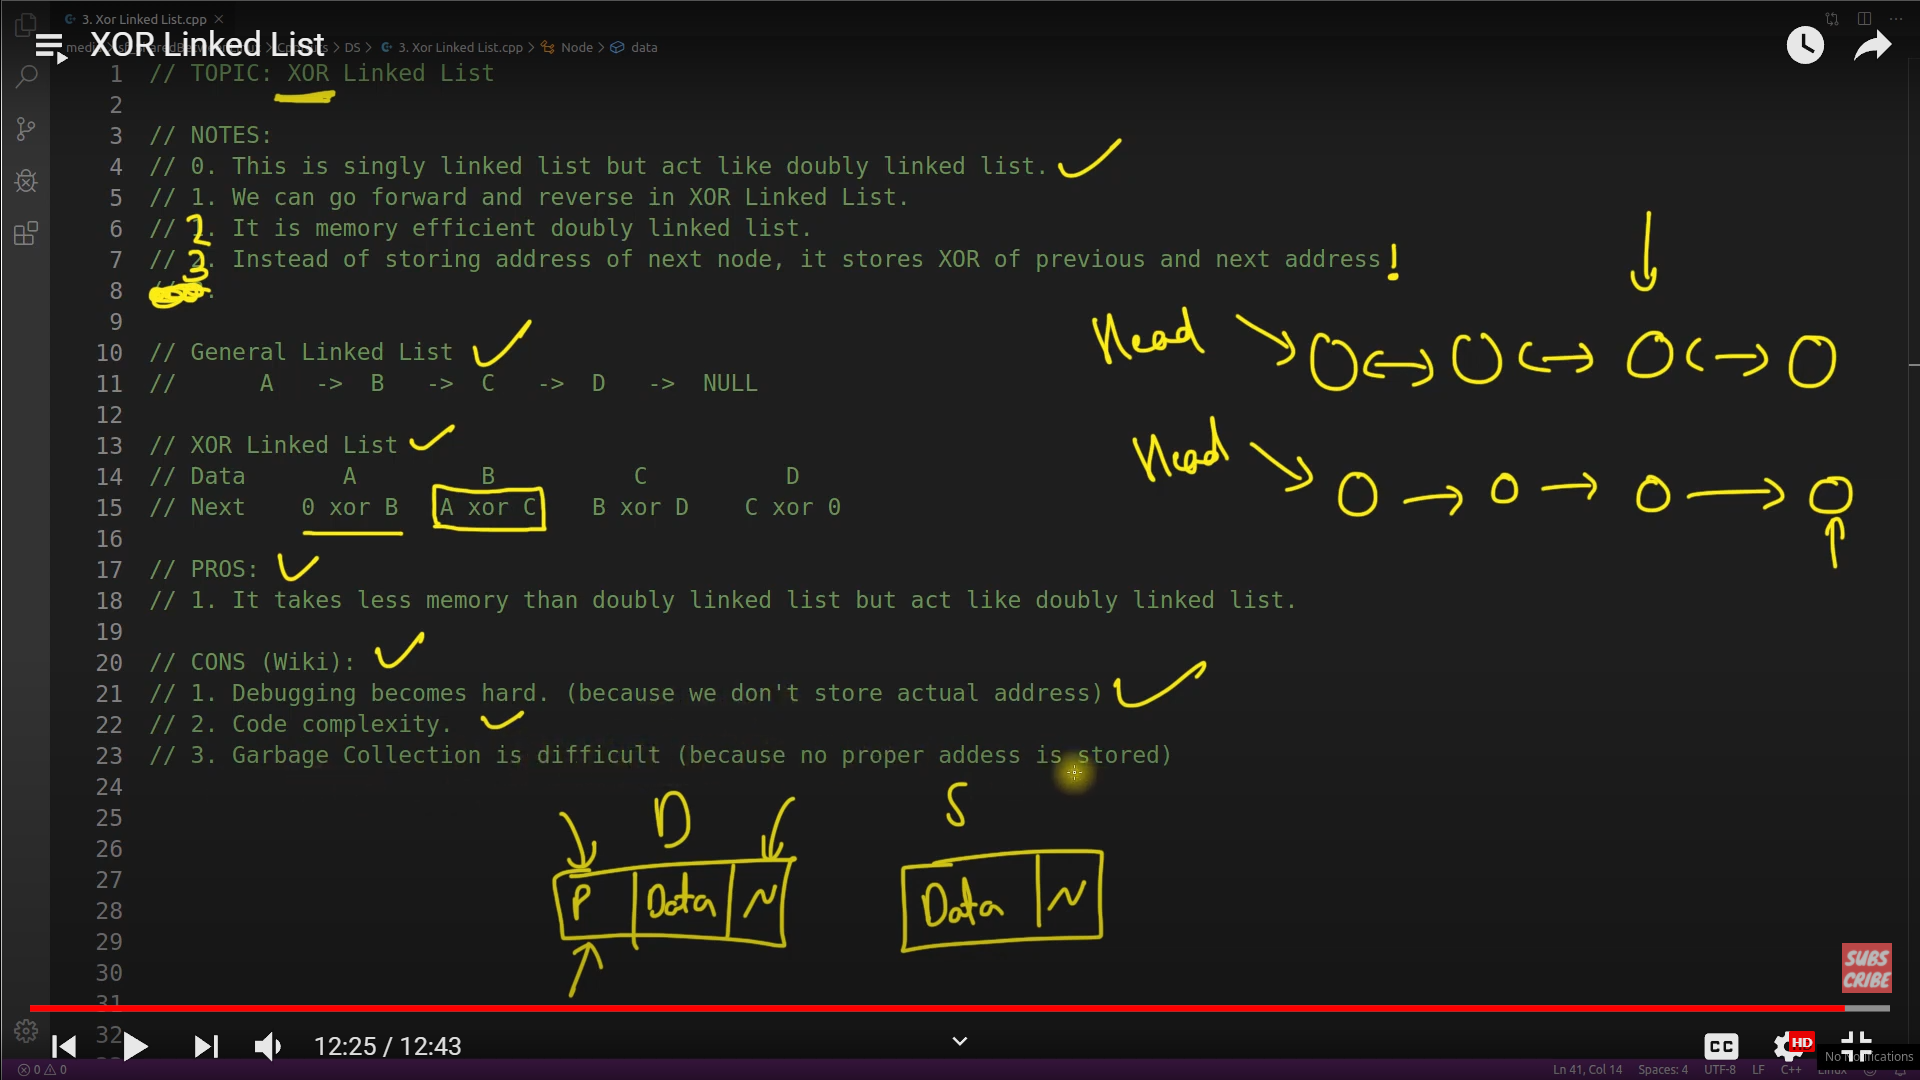 3. Xor Linked List.cpp
XOR Linked List
DS > 3. Xor Linked List.cpp > Node > data
1 // TOPIC: XOR Linked List
2
3 // NOTES:
4 // 0. This is singly linked list but act like doubly linked list.
5 // 1. We can go forward and reverse in XOR Linked List.
6 // 2. It is memory efficient doubly linked list.
7 // 3. Instead of storing address of next node, it stores XOR of previous and next address!
8
9
Head
10 // General Linked List
11 // A -> B -> C -> D -> NULL
12
13 // XOR Linked List
Head
14 // Data A B C D
15 // Next 0 xor B A xor C B xor D C xor 0
16
17 // PROS:
18 // 1. It takes less memory than doubly linked list but act like doubly linked list.
19
20 // CONS (Wiki):
21 // 1. Debugging becomes hard. (because we don't store actual address)
22 // 2. Code complexity.
23 // 3. Garbage Collection is difficult (because no proper addess is stored)
24
25
D S
26
27
28
P Data N Data N
29
30
31
32
SUBSCRIBE
12:25 / 12:43
CC
HD
No notifications
0 0 Ln 41, Col 14 Spaces: 4 UTF-8 LF C++ Linux